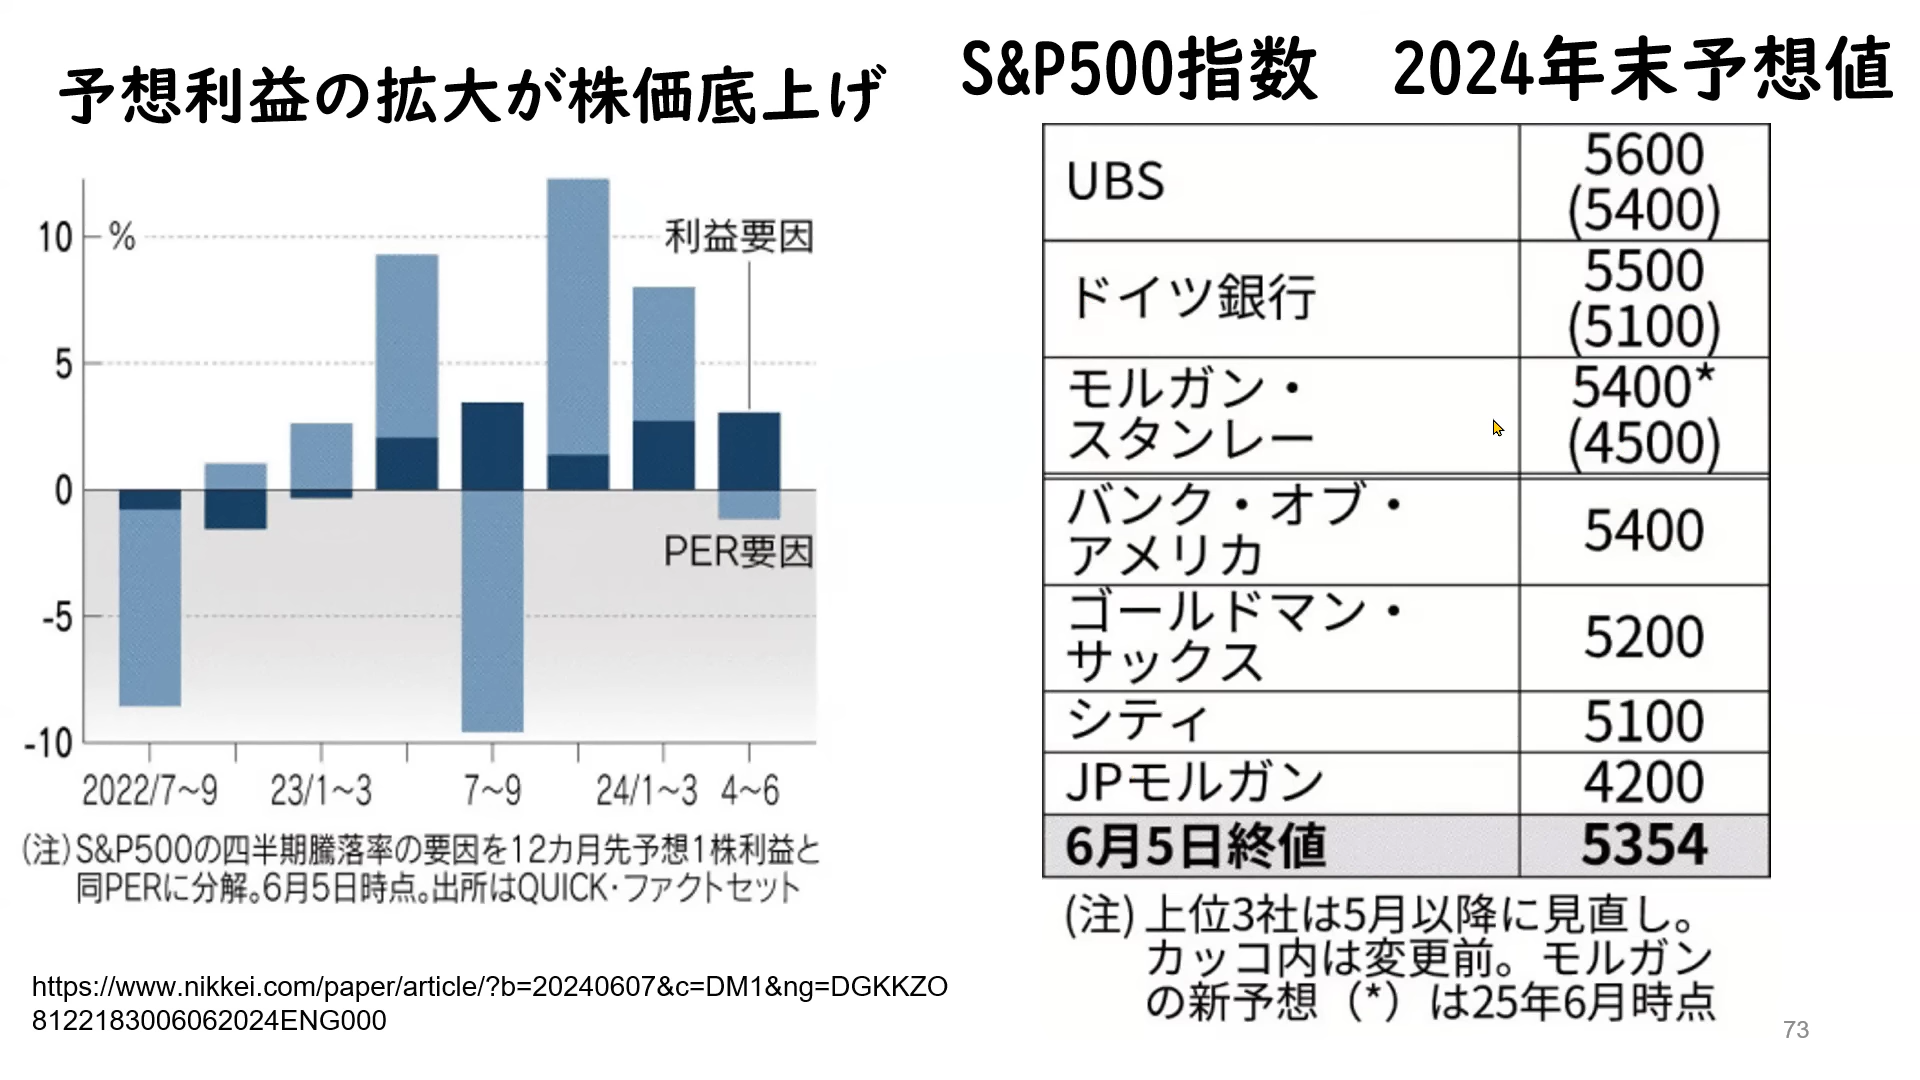 予想利益の拡大が株価底上げ
10 %
5
0
-5
-10
利益要因
PER要因
2022/7~9 23/1~3 7~9 24/1~3 4~6
(注)S&P500の四半期騰落率の要因を12カ月先予想1株利益と
同PERに分解。6月5日時点。出所はQUICK・ファクトセット
https://www.nikkei.com/paper/article/?b=20240607&c=DM1&ng=DGKKZO
8122183006062024ENG000
S&P500指数　2024年末予想値
UBS
5600
(5400)
ドイツ銀行
5500
(5100)
モルガン・
スタンレー
5400*
(4500)
バンク・オブ・
アメリカ
5400
ゴールドマン・
サックス
5200
シティ
5100
JPモルガン
4200
6月5日終値
5354
(注) 上位3社は5月以降に見直し。
カッコ内は変更前。モルガン
の新予想（*）は25年6月時点
73